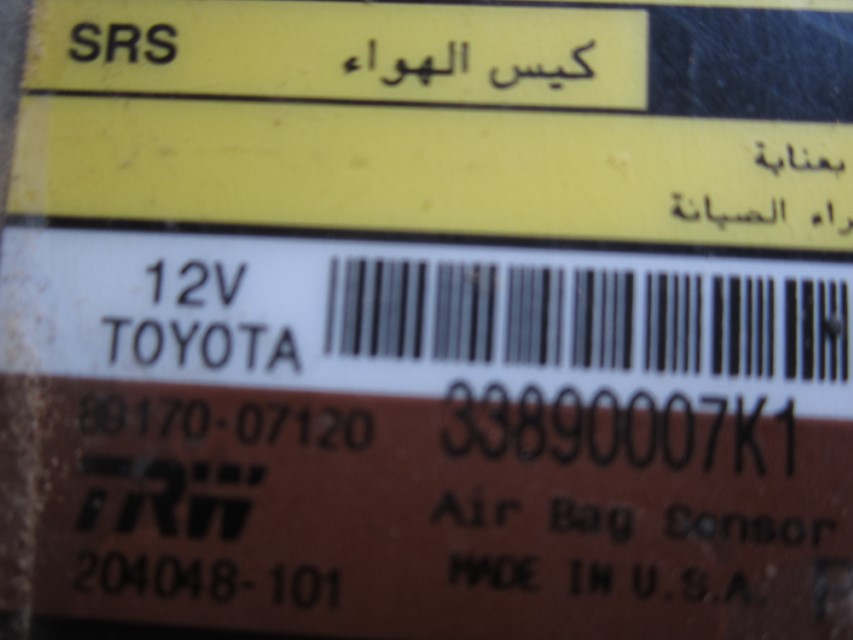 SRS كيس الهواء
بعناية
راء الصيانة
12V
TOYOTA
89170-07120 33890007K1
TRW Air Bag Sensor
204048-101 MADE IN U.S.A.